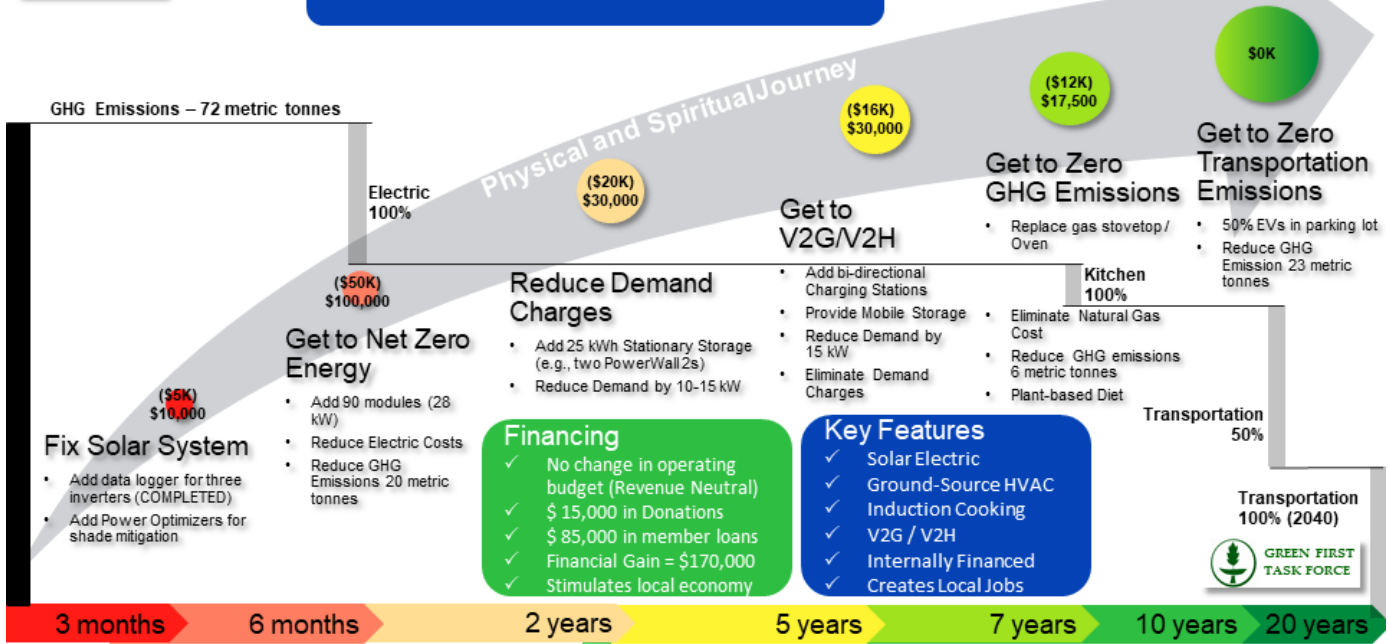 GHG Emissions – 72 metric tonnes
Physical and Spiritual Journey
Electric
100%
Kitchen
100%
Transportation
50%
Transportation
100% (2040)
($5K)
$10,000
Fix Solar System
• Add data logger for three
inverters (COMPLETED)
• Add Power Optimizers for
shade mitigation
($50K)
$100,000
Get to Net Zero
Energy
• Add 90 modules (28
kW)
• Reduce Electric Costs
• Reduce GHG
Emissions 20 metric
tonnes
($20K)
$30,000
Reduce Demand
Charges
• Add 25 kWh Stationary Storage
(e.g., two PowerWall 2s)
• Reduce Demand by 10-15 kW
($16K)
$30,000
Get to
V2G/V2H
• Add bi-directional
Charging Stations
• Provide Mobile Storage
• Reduce Demand by
15 kW
• Eliminate Demand
Charges
($12K)
$17,500
Get to Zero
GHG Emissions
• Replace gas stovetop /
Oven
• Eliminate Natural Gas
Cost
• Reduce GHG emissions
6 metric tonnes
• Plant-based Diet
$0K
Get to Zero
Transportation
Emissions
• 50% EVs in parking lot
• Reduce GHG
Emission 23 metric
tonnes
Financing
✓ No change in operating
budget (Revenue Neutral)
✓ $ 15,000 in Donations
✓ $ 85,000 in member loans
✓ Financial Gain = $170,000
✓ Stimulates local economy
Key Features
✓ Solar Electric
✓ Ground-Source HVAC
✓ Induction Cooking
✓ V2G / V2H
✓ Internally Financed
✓ Creates Local Jobs
GREEN FIRST
TASK FORCE
3 months
6 months
2 years
5 years
7 years
10 years
20 years